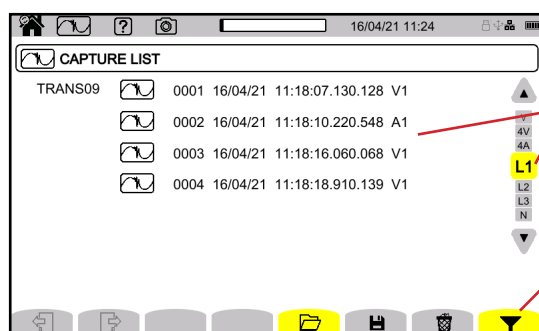 ? 16/04/21 11:24
CAPTURE LIST
TRANS09 0001 16/04/21 11:18:07.130.128 V1
0002 16/04/21 11:18:10.220.548 A1
0003 16/04/21 11:18:16.060.068 V1
0004 16/04/21 11:18:18.910.139 V1
V
4V
4A
L1
L2
L3
N